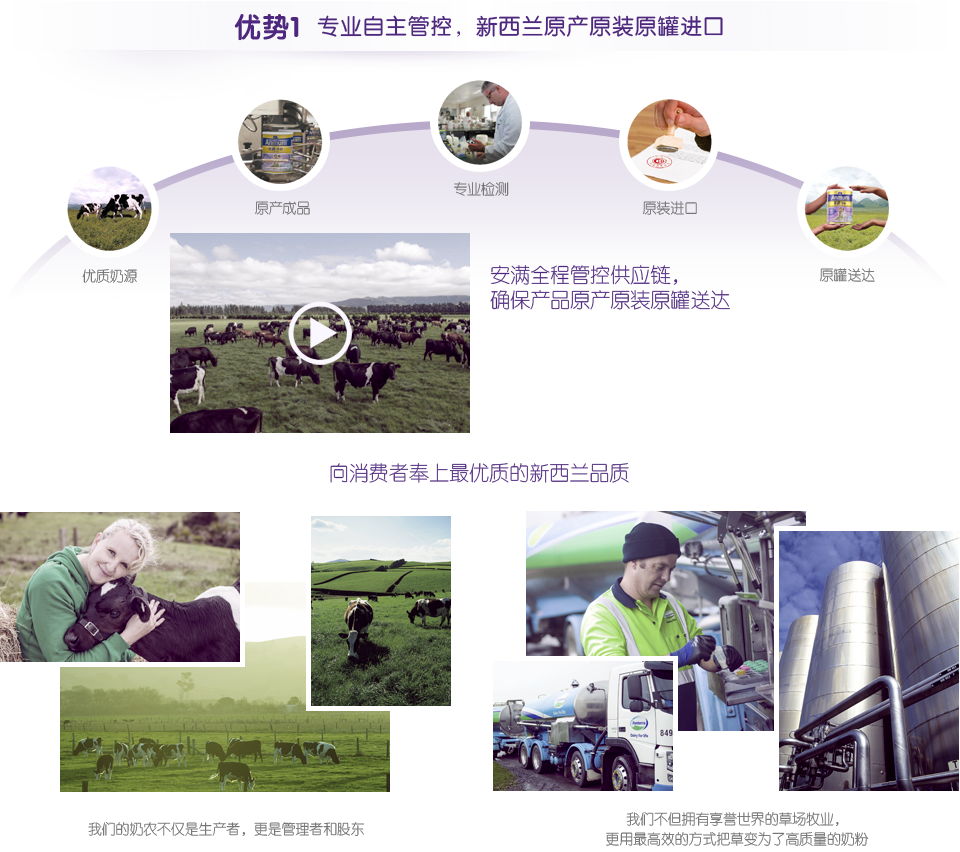 优势1 专业自主管控，新西兰原产原装原罐进口
专业检测
原产成品
原装进口
优质奶源
原罐送达
安满全程管控供应链，
确保产品原产原装原罐送达
向消费者奉上最优质的新西兰品质
Fonterra
Dairy for life
849
我们的奶农不仅是生产者，更是管理者和股东
我们不但拥有享誉世界的草场牧业，
更用最高效的方式把草变为了高质量的奶粉